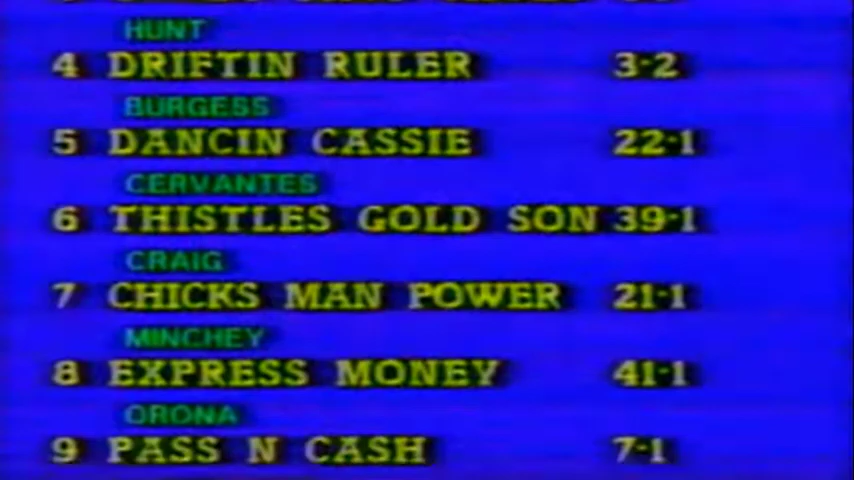 HUNT
4 DRIFTIN RULER 3-2
BURGESS
5 DANCIN CASSIE 22-1
CERVANTES
6 THISTLES GOLD SON 39-1
CRAIG
7 CHICKS MAN POWER 21-1
MINCHEY
8 EXPRESS MONEY 41-1
ORONA
9 PASS N CASH 7-1